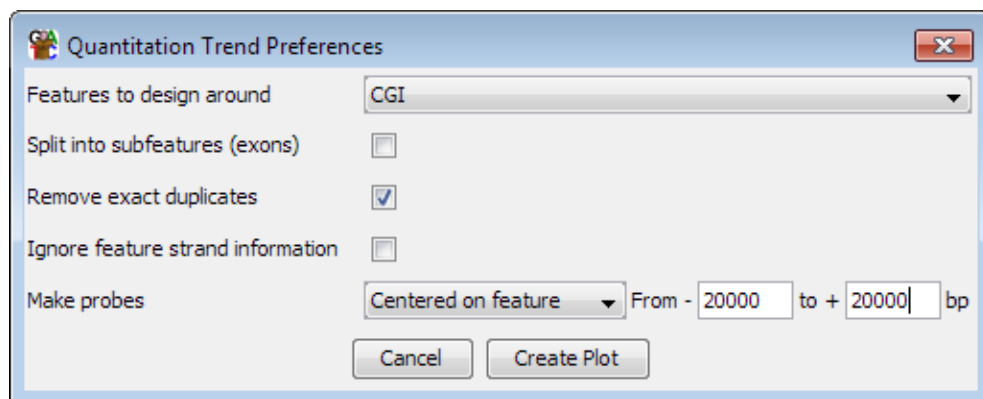 Quantitation Trend Preferences
Features to design around CGI
Split into subfeatures (exons)
Remove exact duplicates
Ignore feature strand information
Make probes Centered on feature From - 20000 to + 20000 bp
Cancel Create Plot